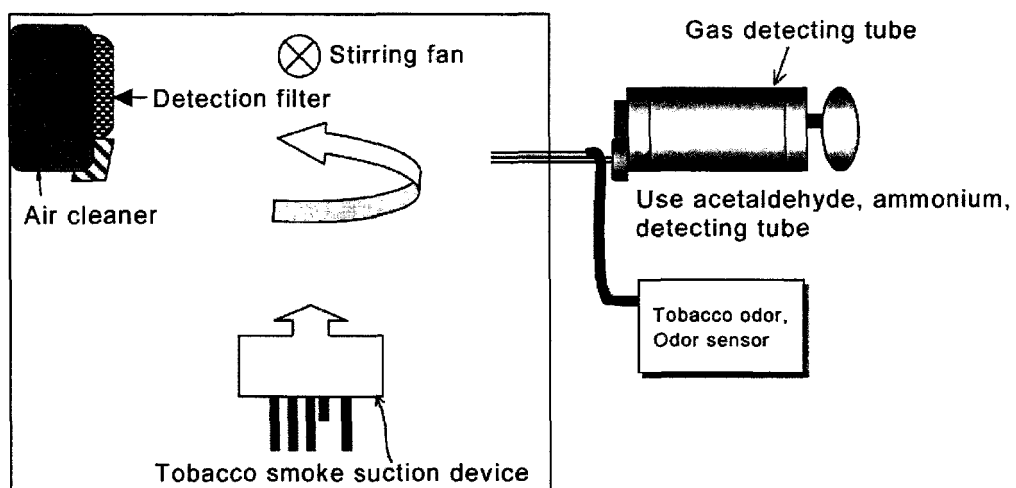 Gas detecting tube
Stirring fan
Detection filter
Air cleaner
Use acetaldehyde, ammonium,
detecting tube
Tobacco odor,
Odor sensor
Tobacco smoke suction device